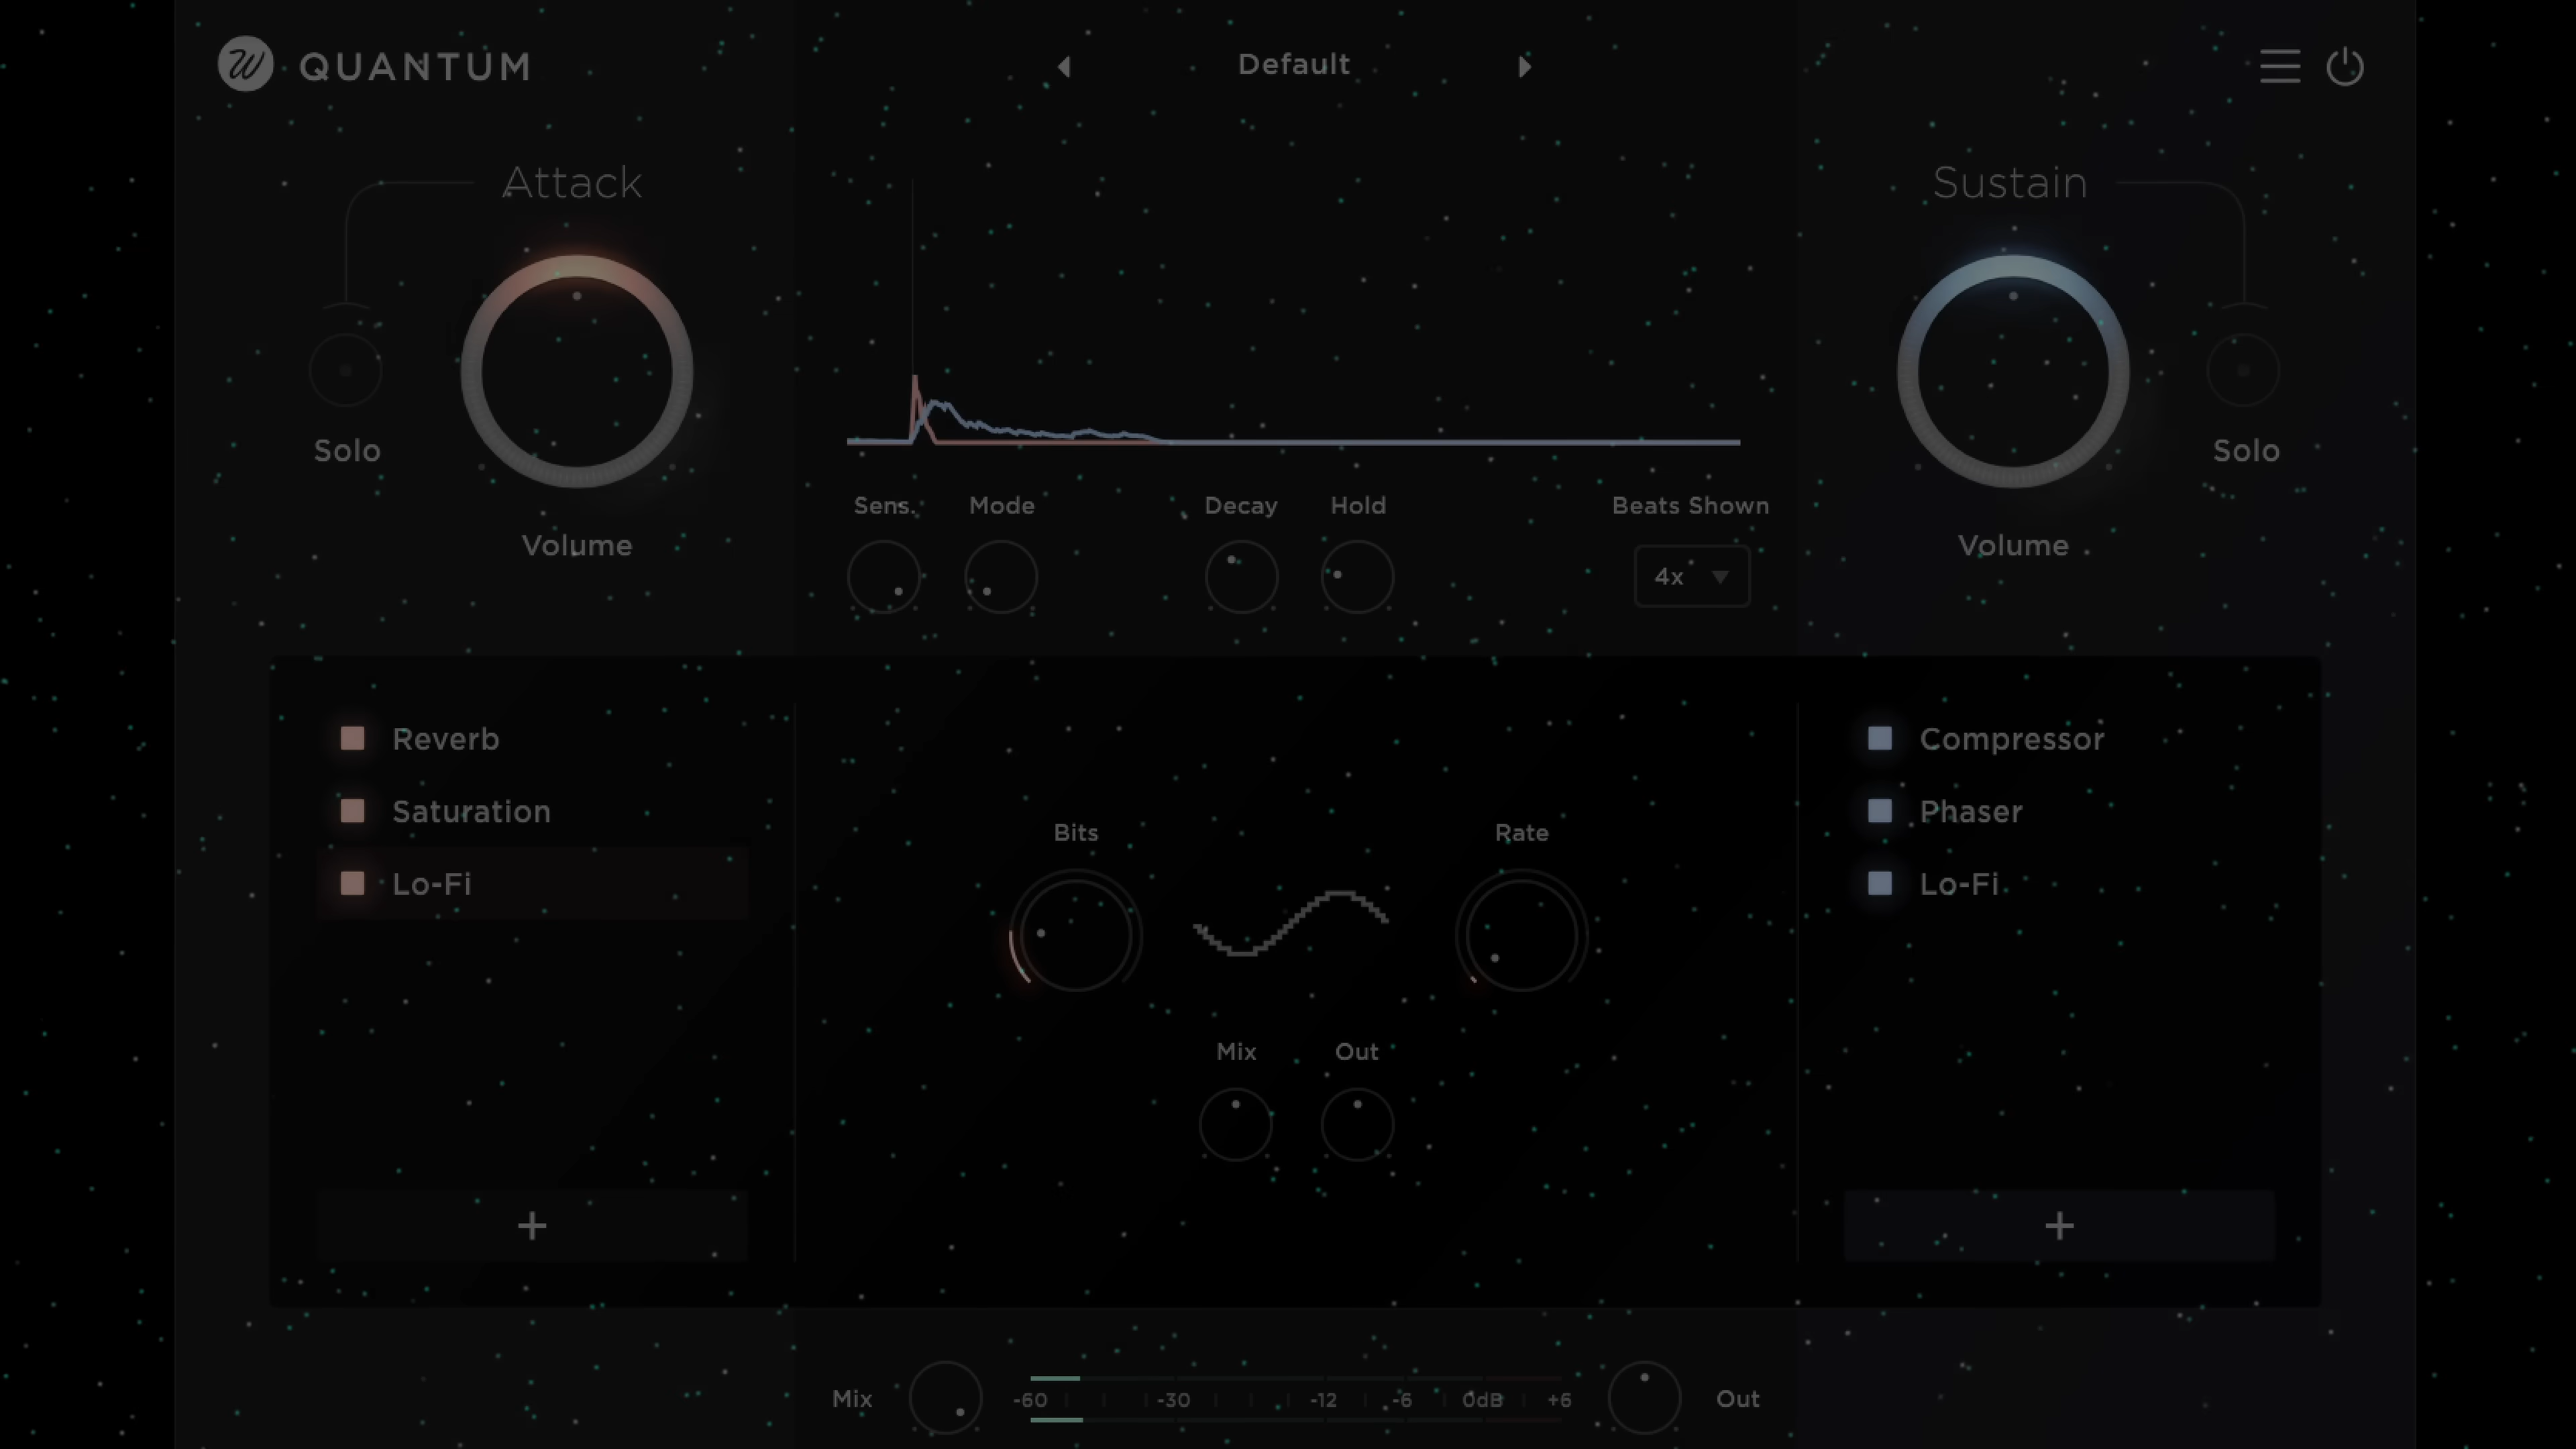 QUANTUM
Default
Attack
Sustain
Solo
Volume
Solo
Volume
Sens.
Mode
Decay
Hold
Beats Shown
4x
Reverb
Saturation
Lo-Fi
+
Bits
Rate
Mix
Out
Compressor
Phaser
Lo-Fi
+
Mix
-60 -30 -12 -6 0dB +6
Out